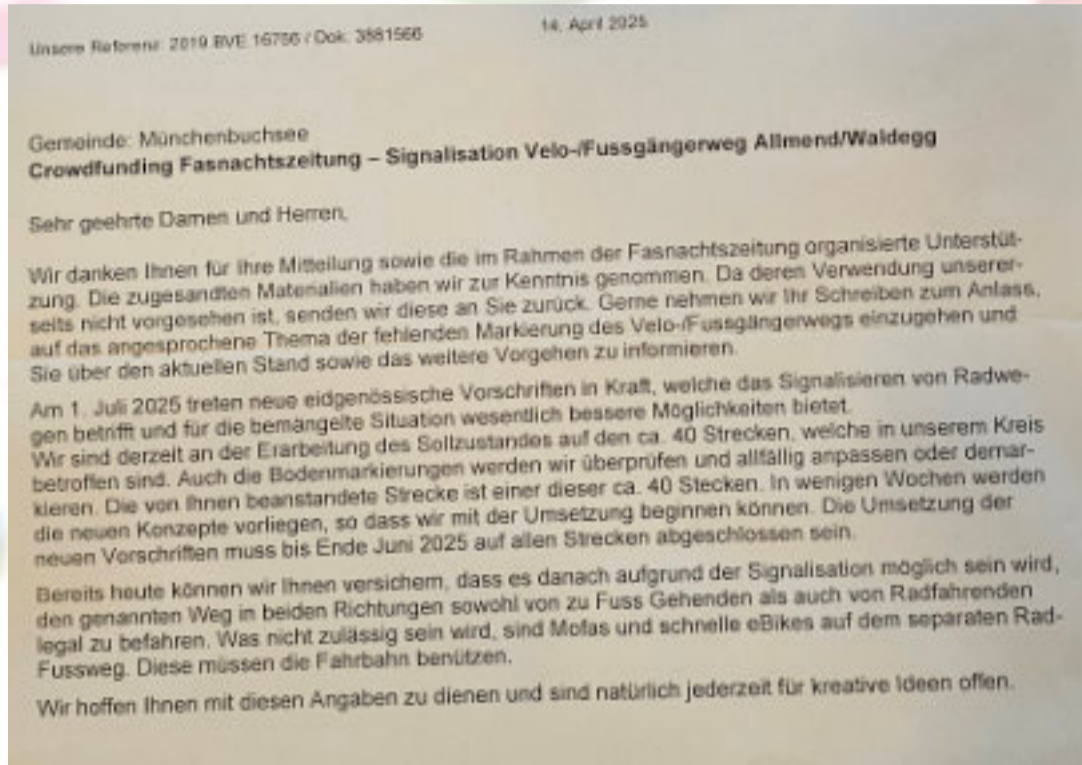 14. April 2025
Unsere Referenz: 2019.BVE.16756 / Dok. 3881566
Gemeinde: Münchenbuchsee
Crowdfunding Fasnachtszeitung – Signalisation Velo-/Fussgängerweg Allmend/Waldegg
Sehr geehrte Damen und Herren,
Wir danken Ihnen für Ihre Mitteilung sowie die im Rahmen der Fasnachtszeitung organisierte Unterstüt-
zung. Die zugesandten Materialien haben wir zur Kenntnis genommen. Da deren Verwendung unserer-
seits nicht vorgesehen ist, senden wir diese an Sie zurück. Gerne nehmen wir Ihr Schreiben zum Anlass,
auf das angesprochene Thema der fehlenden Markierung des Velo-/Fussgängerwegs einzugehen und
Sie über den aktuellen Stand sowie das weitere Vorgehen zu informieren.
Am 1. Juli 2025 treten neue eidgenössische Vorschriften in Kraft, welche das Signalisieren von Radwe-
gen betrifft und für die bemängelte Situation wesentlich bessere Möglichkeiten bietet.
Wir sind derzeit an der Erarbeitung des Sollzustandes auf den ca. 40 Strecken, welche in unserem Kreis
betroffen sind. Auch die Bodenmarkierungen werden wir überprüfen und allfällig anpassen oder demar-
kieren. Die von Ihnen beanstandete Strecke ist einer dieser ca. 40 Stecken. In wenigen Wochen werden
die neuen Konzepte vorliegen, so dass wir mit der Umsetzung beginnen können. Die Umsetzung der
neuen Vorschriften muss bis Ende Juni 2025 auf allen Strecken abgeschlossen sein.
Bereits heute können wir Ihnen versichern, dass es danach aufgrund der Signalisation möglich sein wird,
den genannten Weg in beiden Richtungen sowohl von zu Fuss Gehenden als auch von Radfahrenden
legal zu befahren. Was nicht zulässig sein wird, sind Mofas und schnelle eBikes auf dem separaten Rad-
Fussweg. Diese müssen die Fahrbahn benützen.
Wir hoffen Ihnen mit diesen Angaben zu dienen und sind natürlich jederzeit für kreative Ideen offen.